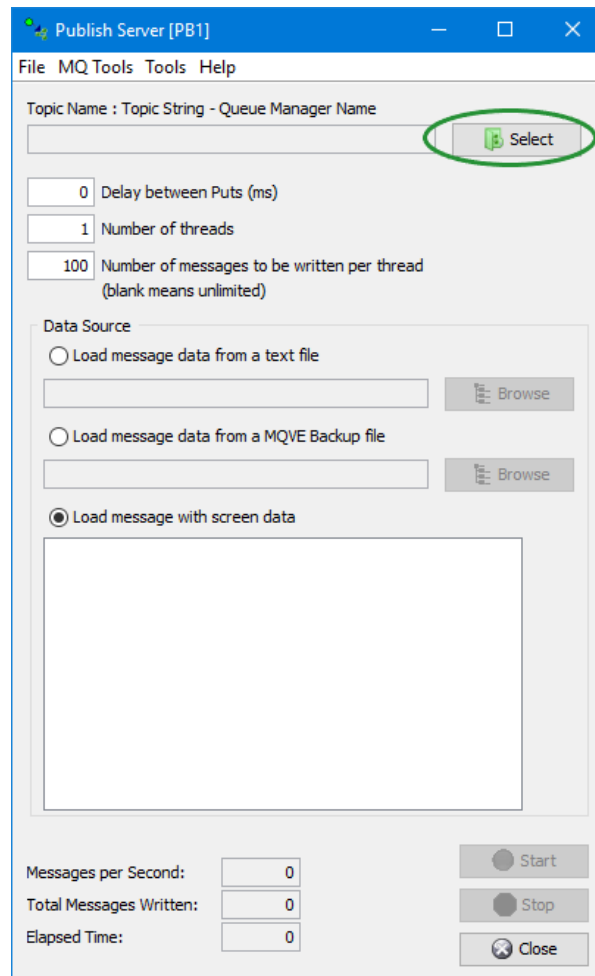 Publish Server [PB1]
File MQ Tools Tools Help
Topic Name : Topic String - Queue Manager Name
Select
0 Delay between Puts (ms)
1 Number of threads
100 Number of messages to be written per thread
(blank means unlimited)
Data Source
Load message data from a text file
Browse
Load message data from a MQVE Backup file
Browse
Load message with screen data
Start
Messages per Second: 0
Total Messages Written: 0
Stop
Elapsed Time: 0
Close